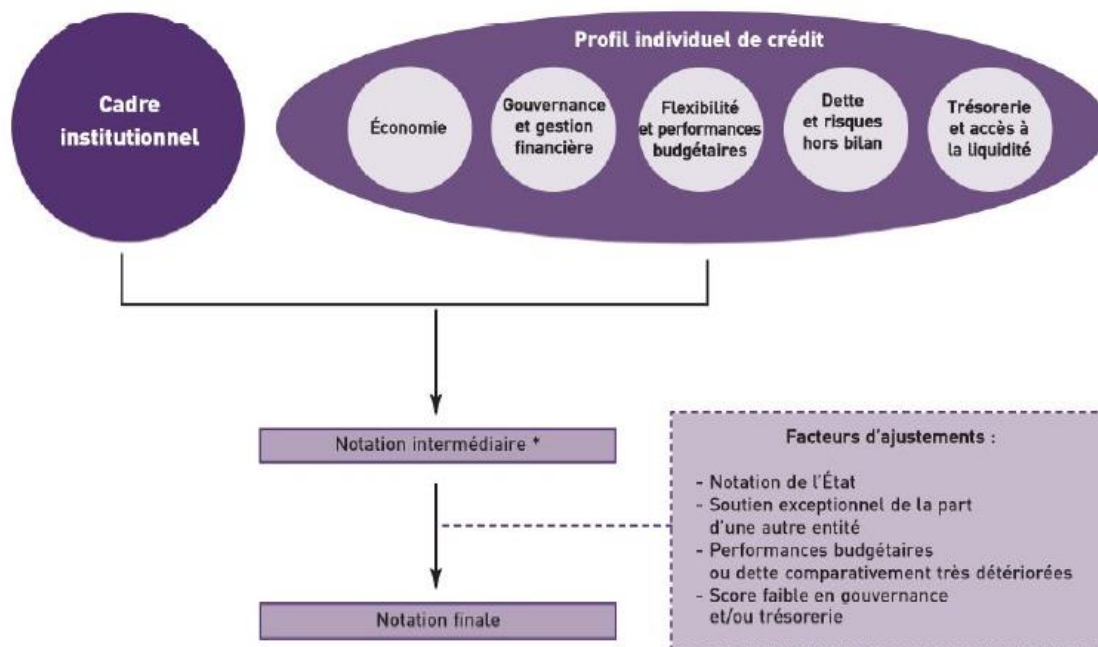 Cadre
institutionnel
Profil individuel de crédit
Économie
Gouvernance
et gestion
financière
Flexibilité
et performances
budgétaires
Dette
et risques
hors bilan
Trésorerie
et accès à
la liquidité
Notation intermédiaire *
Facteurs d'ajustements :
- Notation de l'État
- Soutien exceptionnel de la part
d'une autre entité
- Performances budgétaires
ou dette comparativement très détériorées
- Score faible en gouvernance
et/ou trésorerie
Notation finale